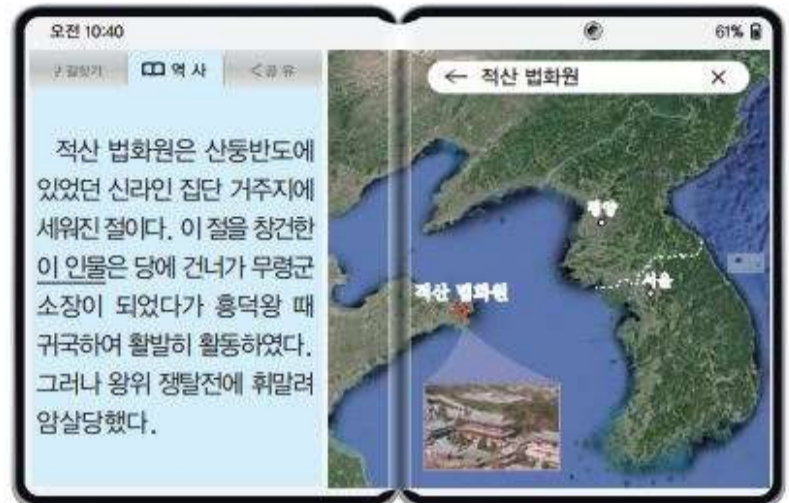 오전 10:40
61%
길찾기
역사
공유
← 적산 법화원 ×
적산 법화원은 산둥반도에
있었던 신라인 집단 거주지에
세워진 절이다. 이 절을 창건한
이 인물은 당에 건너가 무령군
소장이 되었다가 흥덕왕 때
귀국하여 활발히 활동하였다.
그러나 왕위 쟁탈전에 휘말려
암살당했다.
평양
서울
적산 법화원